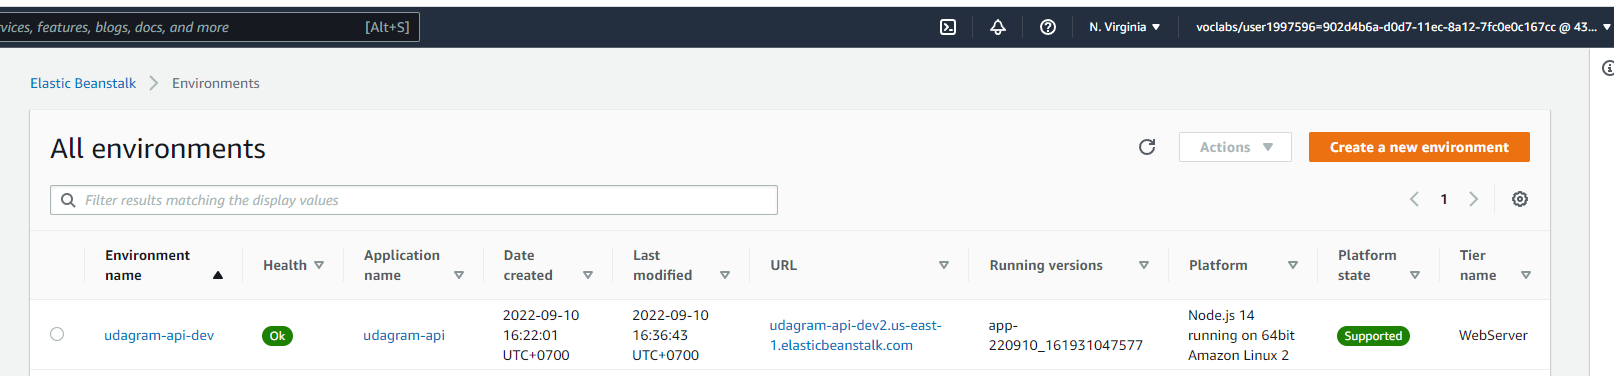 vices, features, blogs, docs, and more [Alt+S] N. Virginia voclabs/user1997596=902d4b6a-d0d7-11ec-8a12-7fc0e0c167cc @ 43...
Elastic Beanstalk > Environments
All environments Actions Create a new environment
Filter results matching the display values 1
Environment name Health Application name Date created Last modified URL Running versions Platform Platform state Tier name
udagram-api-dev Ok udagram-api 2022-09-10 16:22:01 UTC+0700 2022-09-10 16:36:43 UTC+0700 udagram-api-dev2.us-east-1.elasticbeanstalk.com app-220910_161931047577 Node.js 14 running on 64bit Amazon Linux 2 Supported WebServer